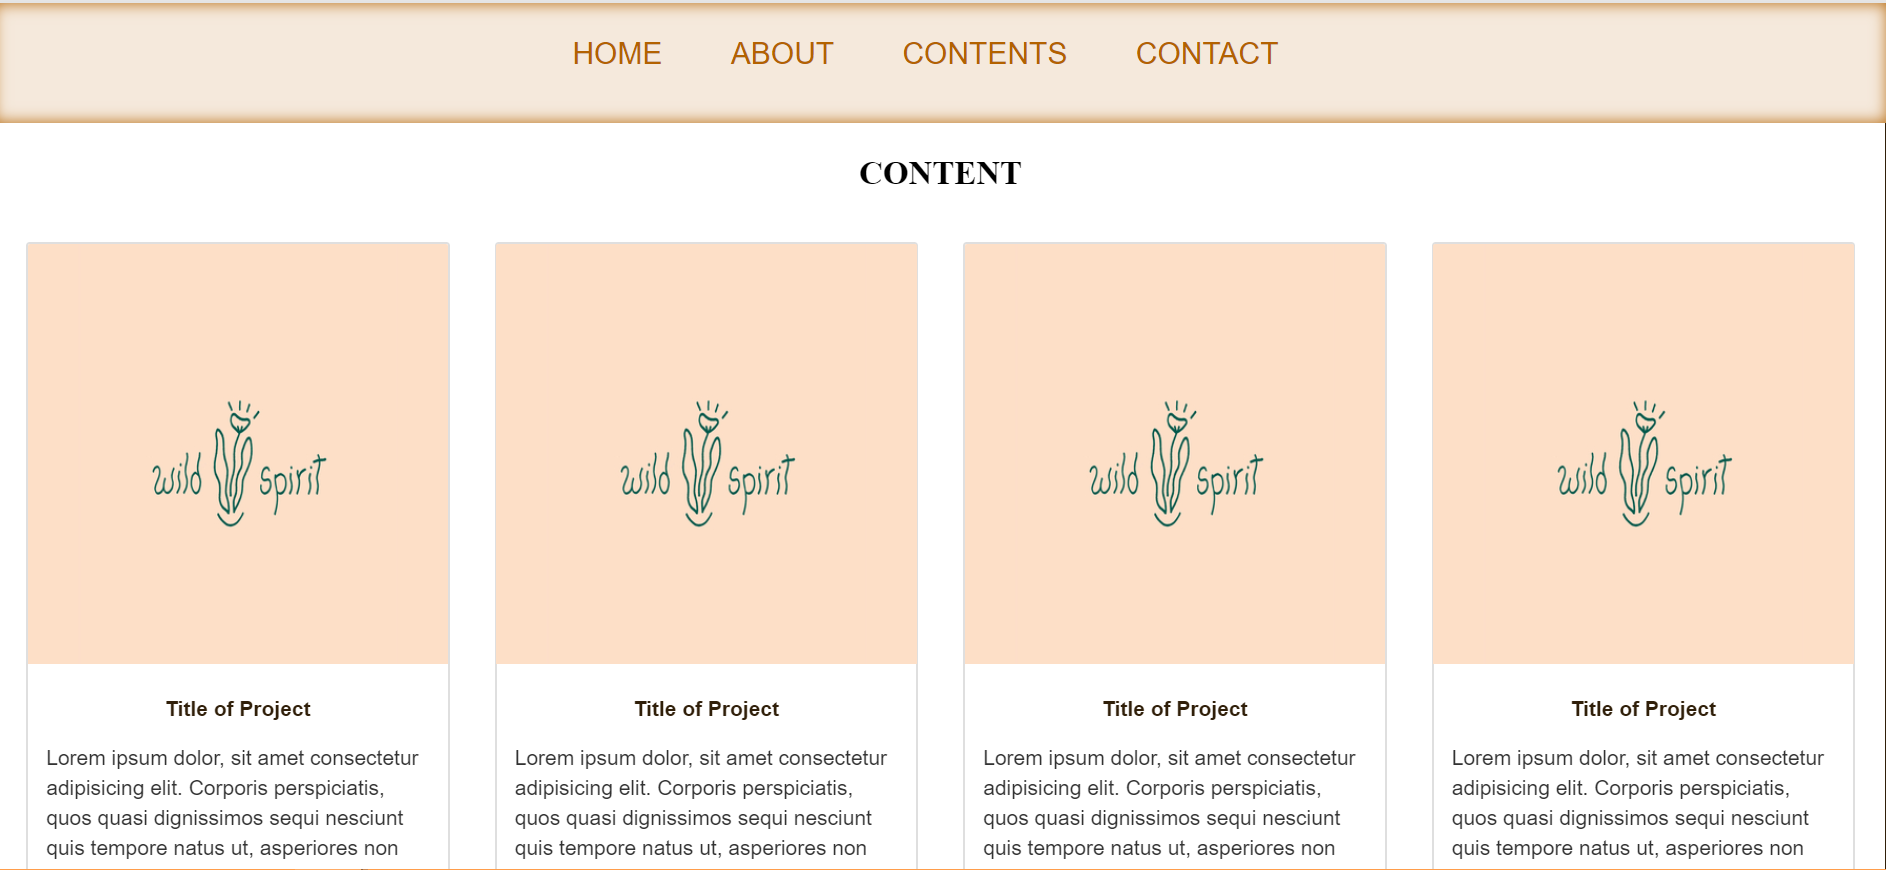 HOME ABOUT CONTENTS CONTACT
CONTENT
wild spirit
Title of Project
Lorem ipsum dolor, sit amet consectetur
adipisicing elit. Corporis perspiciatis,
quos quasi dignissimos sequi nesciunt
quis tempore natus ut, asperiores non
wild spirit
Title of Project
Lorem ipsum dolor, sit amet consectetur
adipisicing elit. Corporis perspiciatis,
quos quasi dignissimos sequi nesciunt
quis tempore natus ut, asperiores non
wild spirit
Title of Project
Lorem ipsum dolor, sit amet consectetur
adipisicing elit. Corporis perspiciatis,
quos quasi dignissimos sequi nesciunt
quis tempore natus ut, asperiores non
wild spirit
Title of Project
Lorem ipsum dolor, sit amet consectetur
adipisicing elit. Corporis perspiciatis,
quos quasi dignissimos sequi nesciunt
quis tempore natus ut, asperiores non